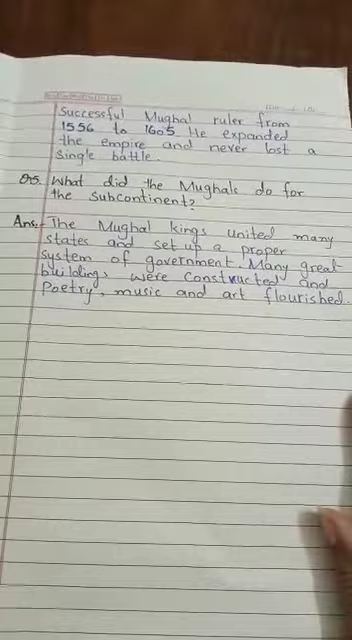 Successful Mughal ruler from
1556 to 1605 He expanded
the empire and never lost a
single battle.
Q5. What did the Mughals do for
the subcontinent?
Ans:- The Mughal kings united many
states and set up a proper
system of government. Many great
buildings were constructed and
Poetry, music and art flourished.